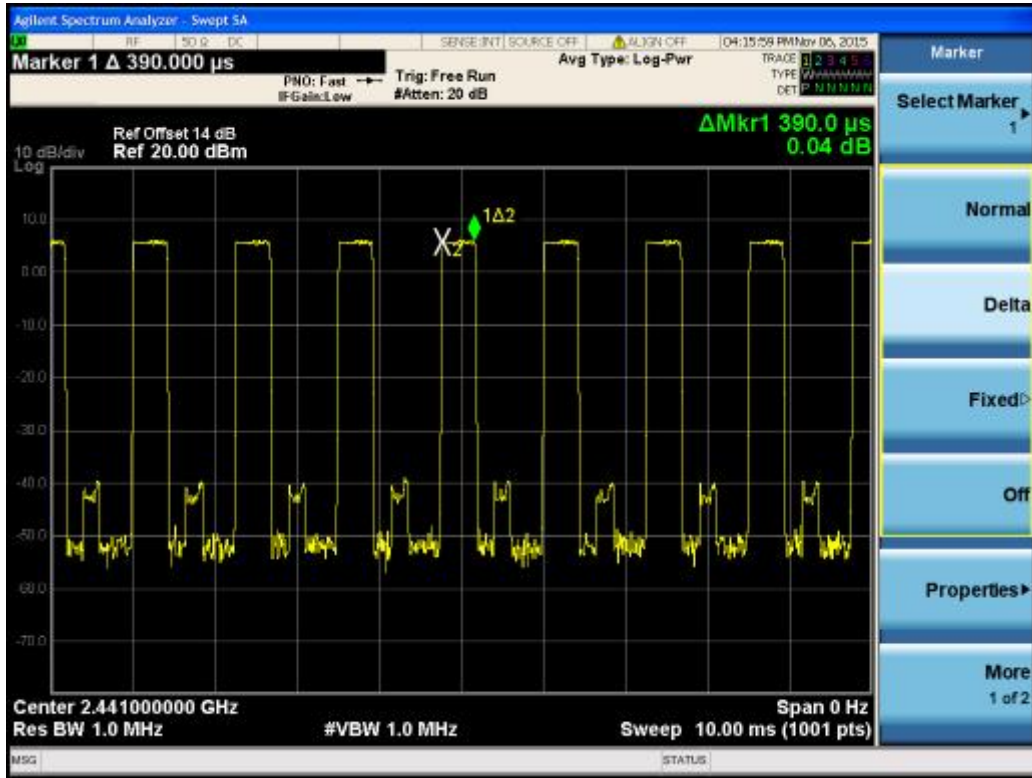 Agilent Spectrum Analyzer - Swept SA
RF 50 Ω DC SENSE:INT SOURCE OFF ALIGN OFF 04:15:59 PM Nov 06, 2015
Marker 1 Δ 390.000 µs
PNO: Fast
IFGain:Low
Trig: Free Run
#Atten: 20 dB
Avg Type: Log-Pwr
TRACE 1 2 3 4 5 6
TYPE
DET P N N N N N
ΔMkr1 390.0 µs
0.04 dB
Ref Offset 14 dB
10 dB/div Ref 20.00 dBm
Log
10.0
0.00
-10.0
-20.0
-30.0
-40.0
-50.0
-60.0
-70.0
1Δ2
X2
Center 2.441000000 GHz
Res BW 1.0 MHz
#VBW 1.0 MHz
Span 0 Hz
Sweep 10.00 ms (1001 pts)
MSG STATUS
Marker
Select Marker
1
Normal
Delta
Fixed
Off
Properties
More
1 of 2